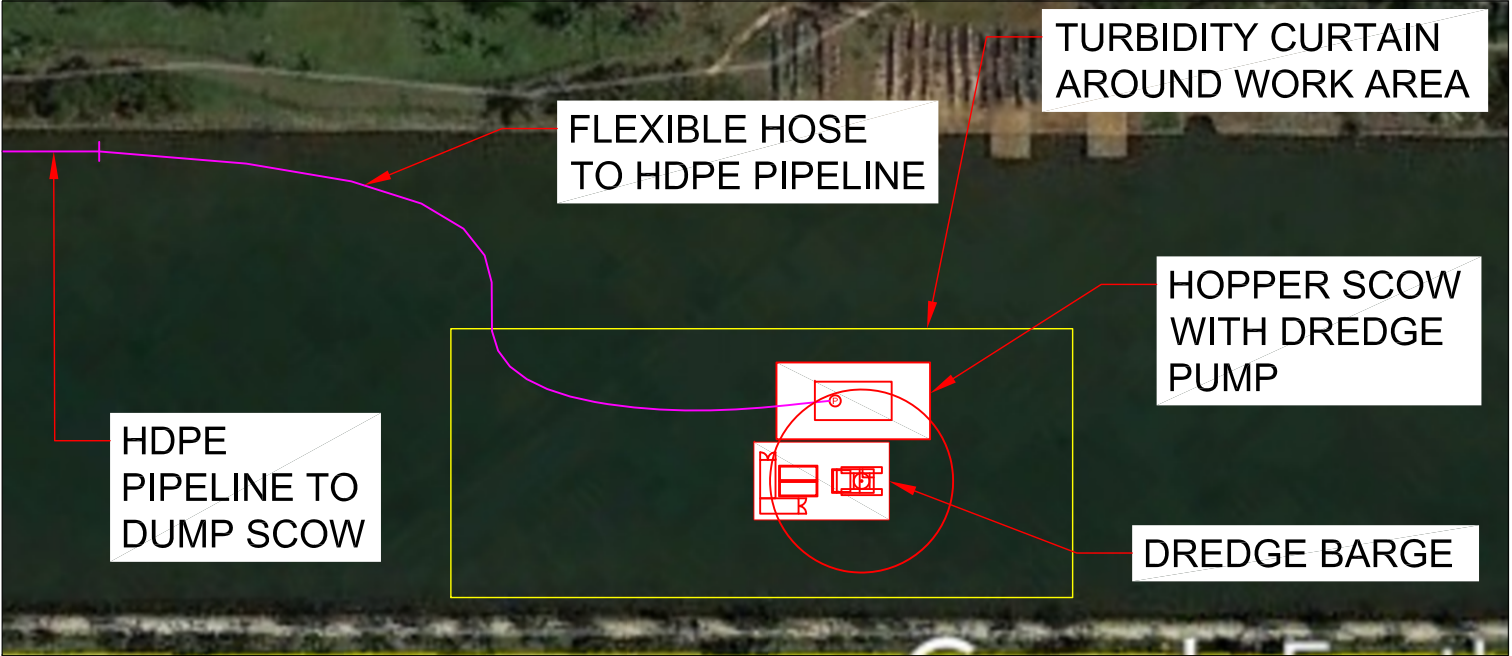 TURBIDITY CURTAIN
AROUND WORK AREA
FLEXIBLE HOSE
TO HDPE PIPELINE
HOPPER SCOW
WITH DREDGE
PUMP
P
HDPE
PIPELINE TO
DUMP SCOW
DREDGE BARGE